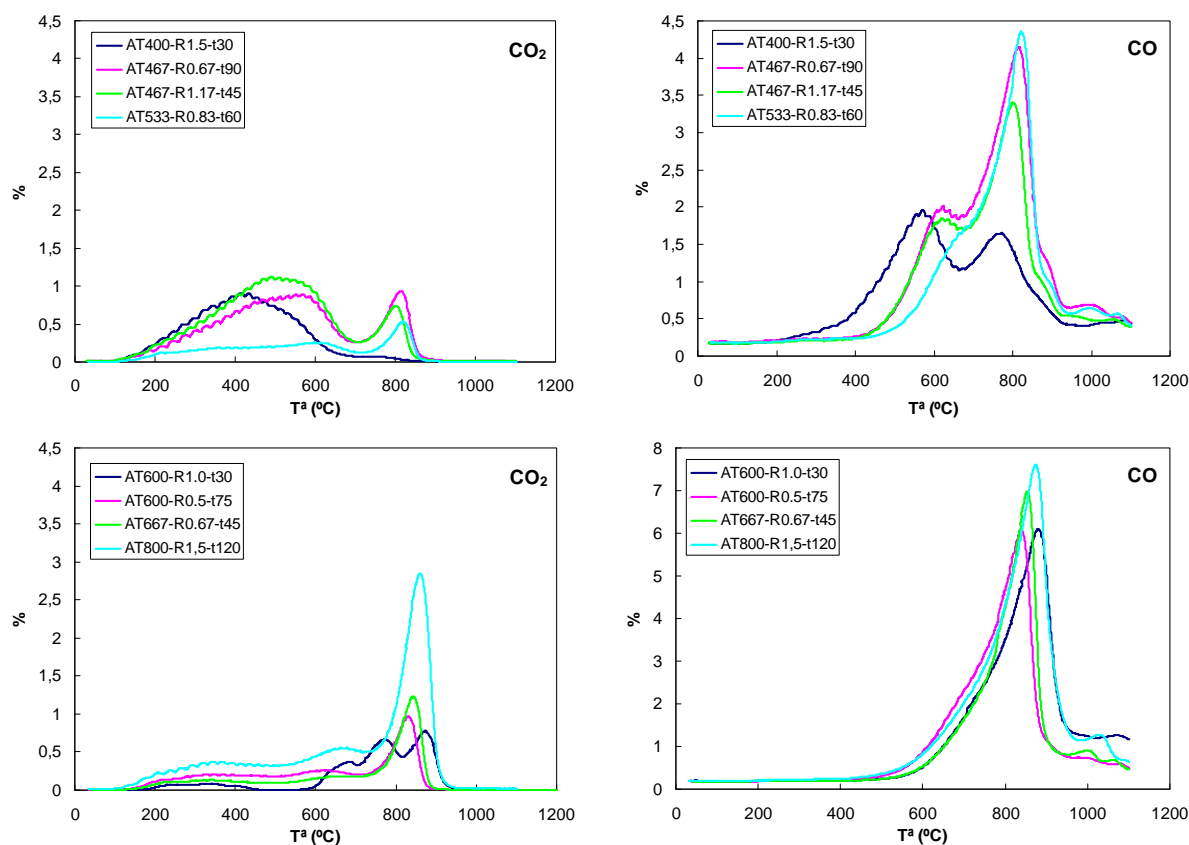 4,5
4
3,5
3
2,5
2
1,5
1
0,5
0
%
AT400-R1.5-t30
AT467-R0.67-t90
AT467-R1.17-t45
AT533-R0.83-t60
CO2
0 200 400 600 800 1000 1200
Tª (ºC)
4,5
4
3,5
3
2,5
2
1,5
1
0,5
0
%
AT400-R1.5-t30
AT467-R0.67-t90
AT467-R1.17-t45
AT533-R0.83-t60
CO
0 200 400 600 800 1000 1200
Tª (ºC)
4,5
4
3,5
3
2,5
2
1,5
1
0,5
0
%
AT600-R1.0-t30
AT600-R0.5-t75
AT667-R0.67-t45
AT800-R1,5-t120
CO2
0 200 400 600 800 1000 1200
Tª (ºC)
8
7
6
5
4
3
2
1
0
%
AT600-R1.0-t30
AT600-R0.5-t75
AT667-R0.67-t45
AT800-R1,5-t120
CO
0 200 400 600 800 1000 1200
Tª (ºC)